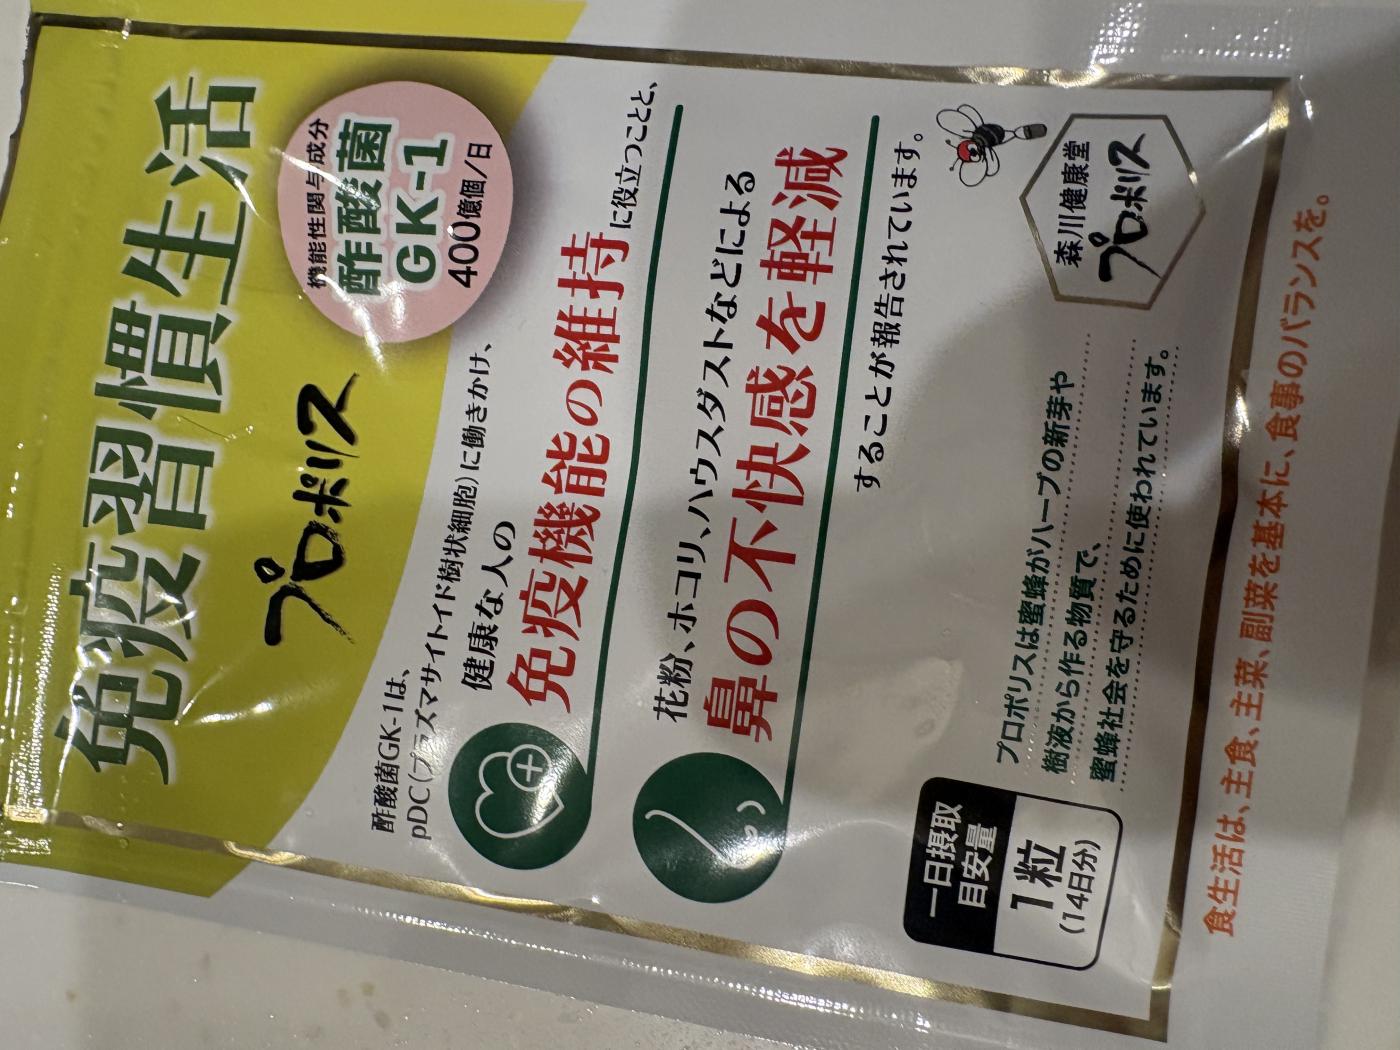 免疫習慣生活
プロポリス
機能性関与成分
酢酸菌
GK-1
400億個/日
酢酸菌GK-1は、
pDC(プラズマサイトイド樹状細胞)に働きかけ、
健康な人の
免疫機能の維持に役立つことと、
花粉、ホコリ、ハウスダストなどによる
鼻の不快感を軽減
することが報告されています。
森川健康堂
プロポリス
プロポリスは蜜蜂がハーブの新芽や
樹液から作る物質で、
蜜蜂社会を守るために使われています。
一日摂取
目安量
1粒
(14日分)
食生活は、主食、主菜、副菜を基本に、食事のバランスを。